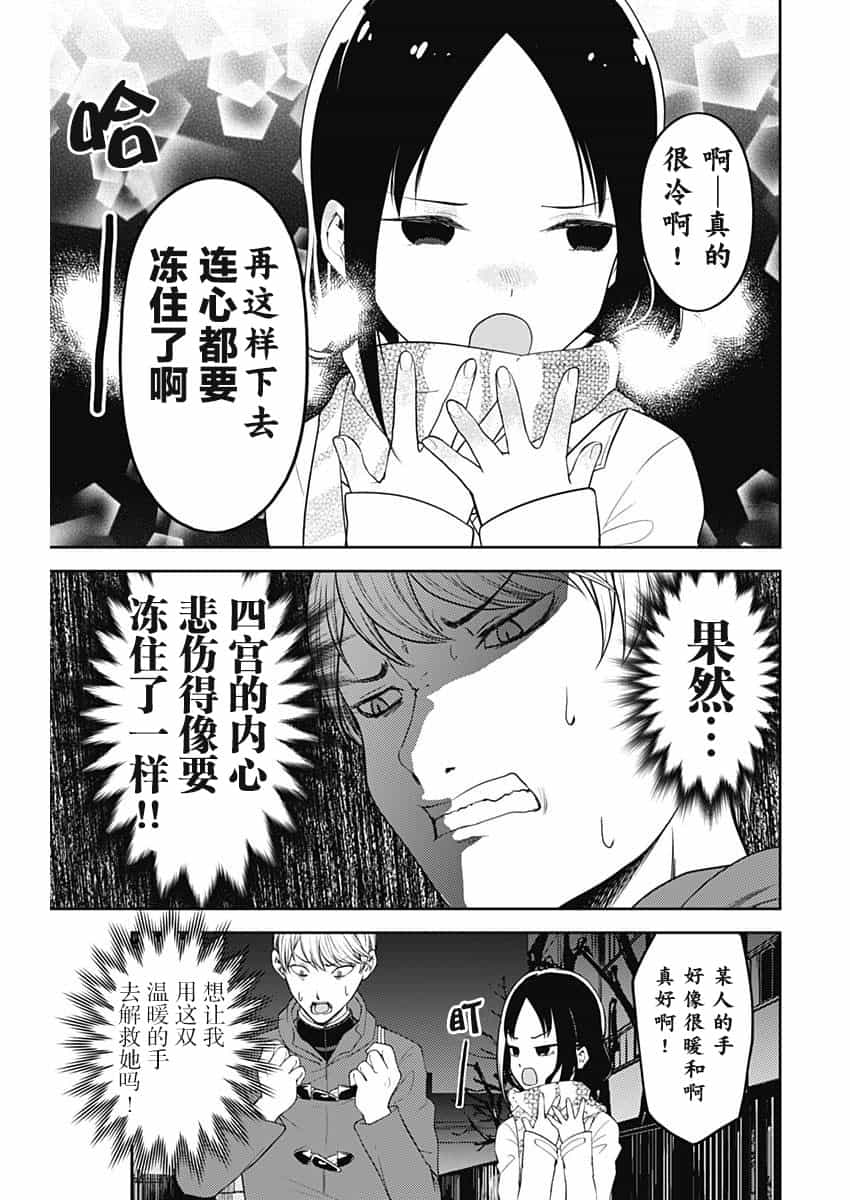 啊—真的
很冷啊！
再这样下去
连心都要
冻住了啊
哈
果然…
四宫的内心
悲伤得像要
冻住了一样!!
某人的手
好像很暖和啊
真好啊！
盯
想让我
用这双
温暖的手
去解救她吗！